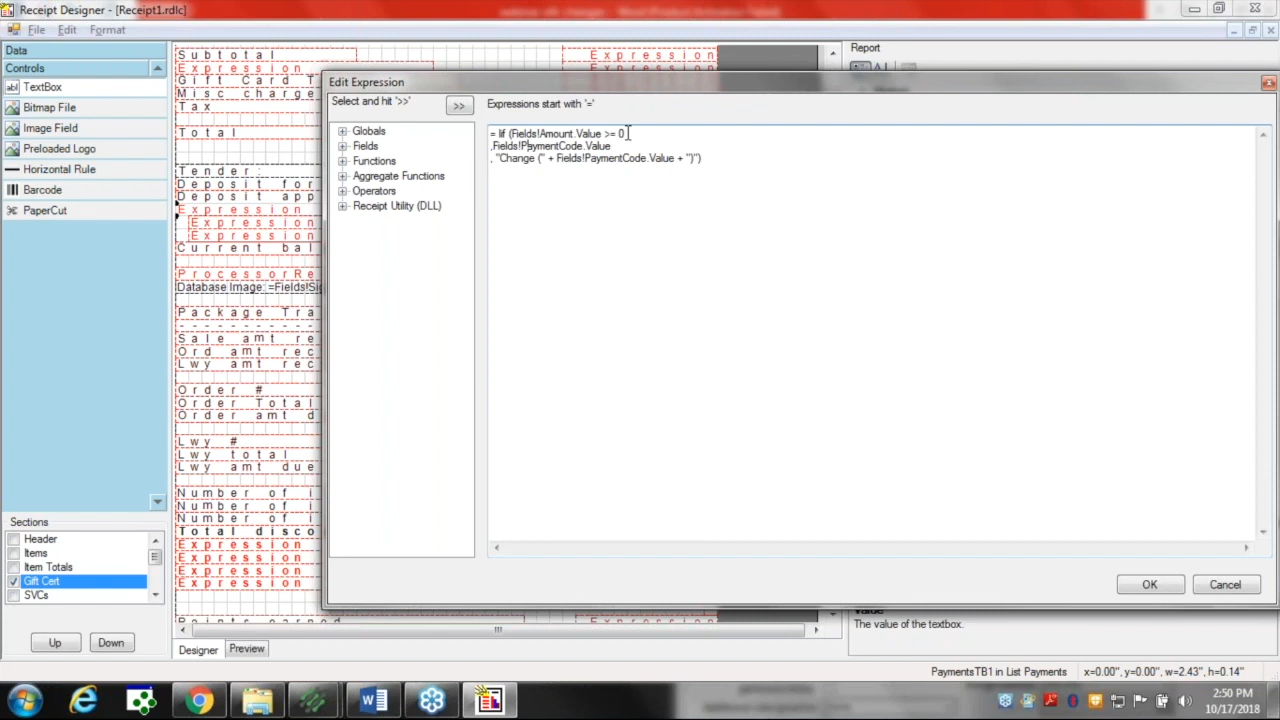 Receipt Designer - [Receipt1.rdlc]
File Edit Format
Data
Controls
TextBox
Bitmap File
Image Field
Preloaded Logo
Horizontal Rule
Barcode
PaperCut
Sections
Header
Items
Item Totals
Gift Cert
SVCs
Up Down
Subtotal Expression
Expression
Gift Card T
Misc charge
Tax
Total
Tender:
Deposit for
Deposit app
Expression
Expression
Expression
Current bal
ProcessorRe
Database Image: =Fields!Si
Package Tra
- - - - - - - - - - -
Sale amt re
Ord amt rec
Lwy amt rec
Order #
Order Total
Order amt d
Lwy #
Lwy total
Lwy amt due
Number of i
Number of i
Number of i
Total disco
Expression
Expression
Expression
Expression
Designer Preview
Report
Edit Expression
Select and hit '>>' >> Expressions start with '='
Globals
Fields
Functions
Aggregate Functions
Operators
Receipt Utility (DLL)
= Iif (Fields!Amount.Value >= 0
,Fields!PaymentCode.Value
, "Change (" + Fields!PaymentCode.Value + ")")
OK Cancel
The value of the textbox.
PaymentsTB1 in List Payments x=0.00", y=0.00", w=2.43", h=0.14"
2:50 PM
10/17/2018